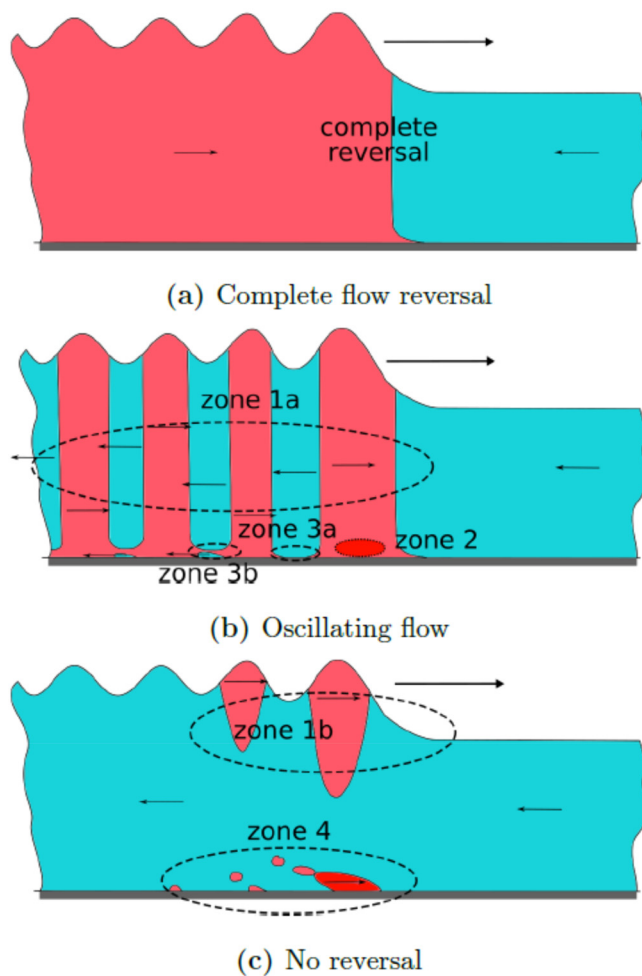 complete
reversal
(a) Complete flow reversal
zone 1a
zone 3a
zone 2
zone 3b
(b) Oscillating flow
zone 1b
zone 4
(c) No reversal